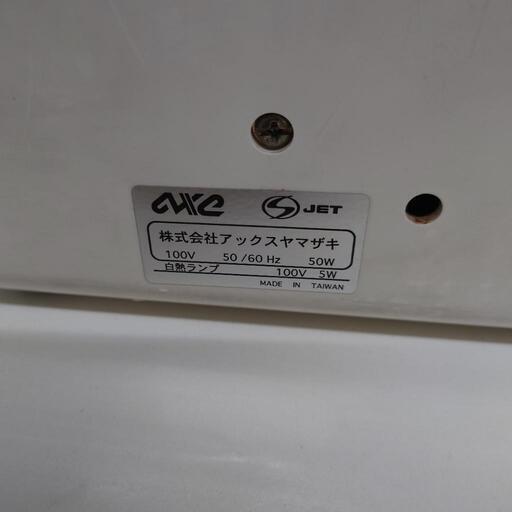 axe S JET
株式会社アックスヤマザキ
100V 50/60 Hz 50W
白熱ランプ 100V 5W
MADE IN TAIWAN